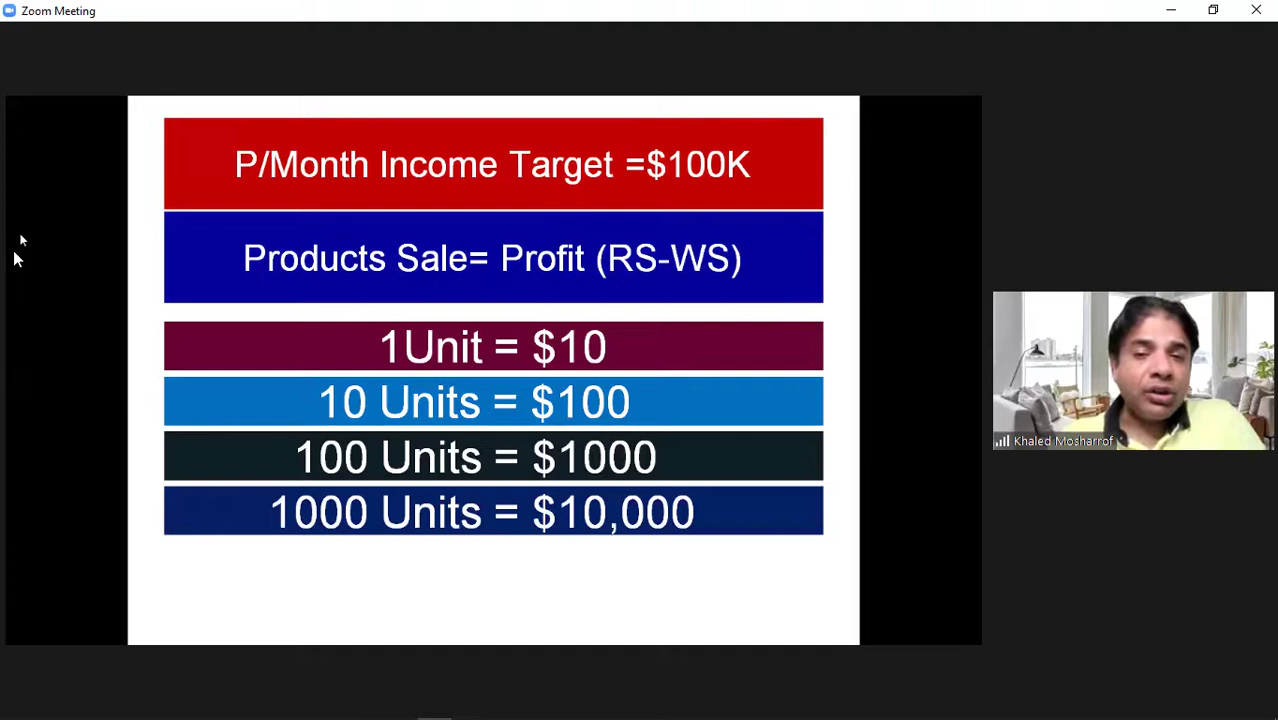 Zoom Meeting
P/Month Income Target =$100K
Products Sale= Profit (RS-WS)
1Unit = $10
10 Units = $100
100 Units = $1000
1000 Units = $10,000
Khaled Mosharrof